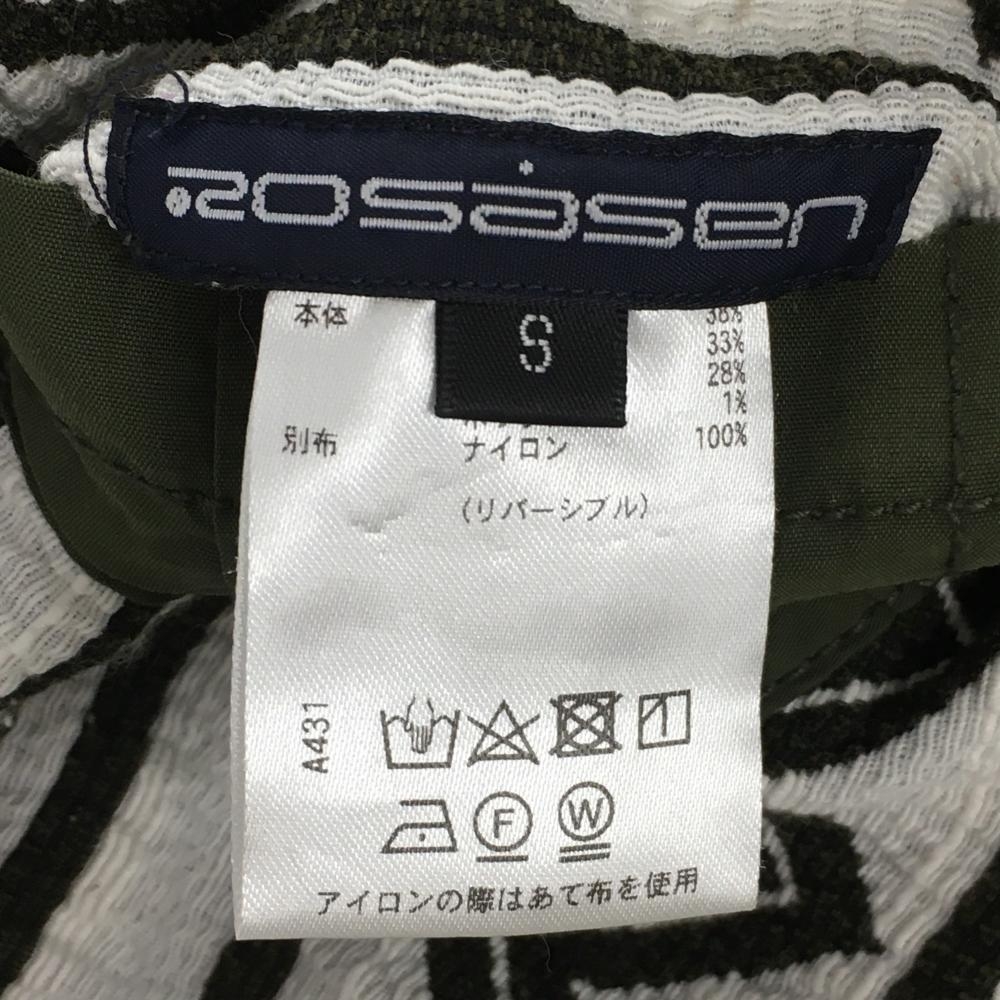 rosasen
S
本体 36%
33%
28%
1%
別布 ナイロン 100%
(リバーシブル)
A431
F W
アイロンの際はあて布を使用